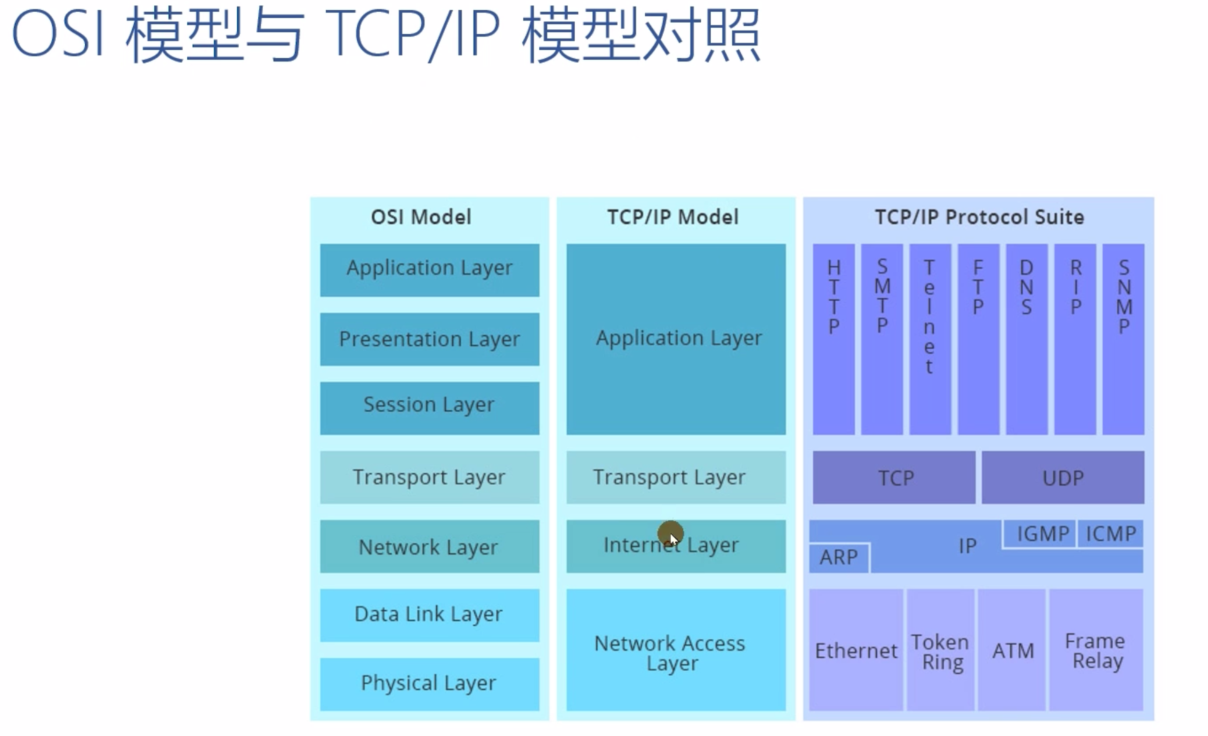 OSI 模型与 TCP/IP 模型对照
OSI Model
Application Layer
Presentation Layer
Session Layer
Transport Layer
Network Layer
Data Link Layer
Physical Layer
TCP/IP Model
Application Layer
Transport Layer
Internet Layer
Network Access
Layer
TCP/IP Protocol Suite
HTTP
SMTP
Telnet
FTP
DNS
RIP
SNMP
TCP
UDP
ARP
IP
IGMP
ICMP
Ethernet
Token
Ring
ATM
Frame
Relay